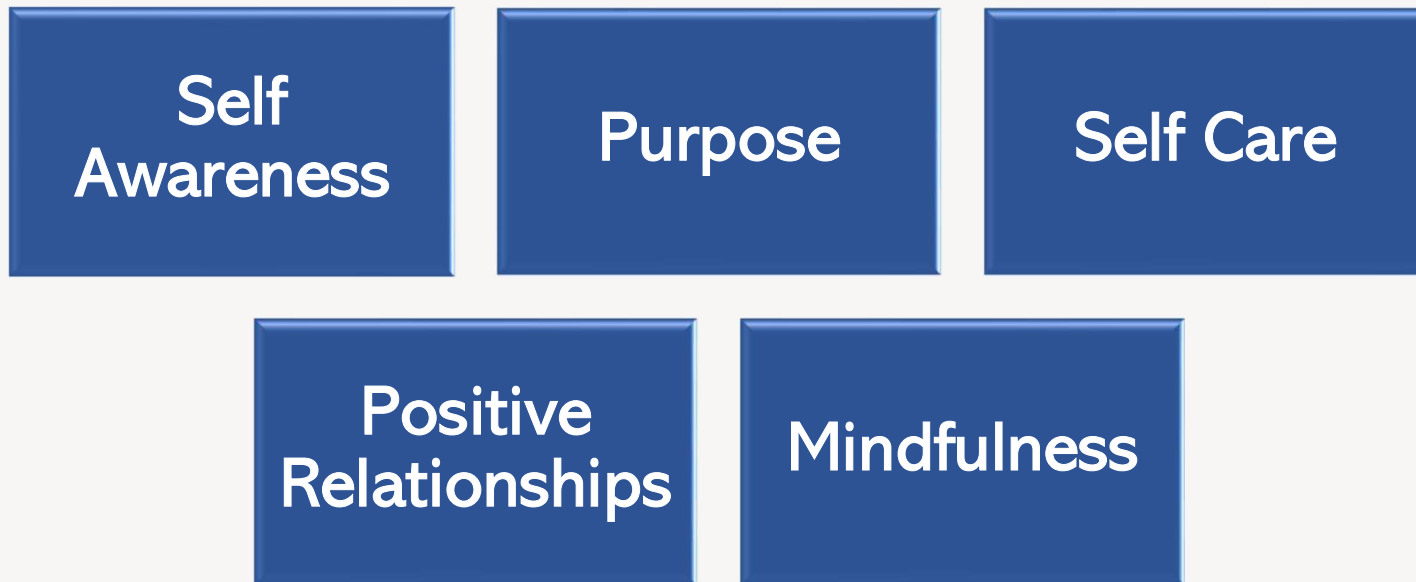 Self
Awareness
Purpose
Self Care
Positive
Relationships
Mindfulness